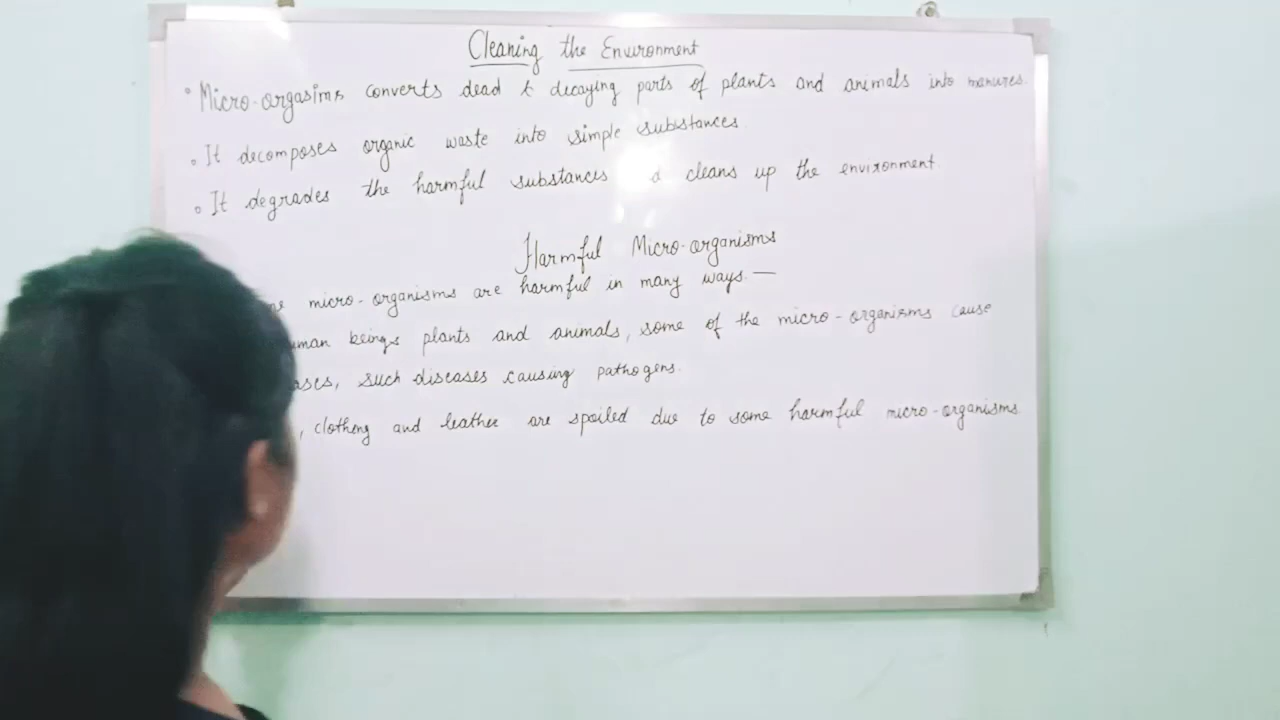 Cleaning the Environment
• Micro-orgasims converts dead & decaying parts of plants and animals into manures.
• It decomposes organic waste into simple substances
• It degrades the harmful substances & cleans up the environment.
Harmful Micro-organisms
micro-organisms are harmful in many ways. —
beings plants and animals, some of the micro-organisms cause
such diseases causing pathogens.
, clothing and leather are spoiled due to some harmful micro-organisms.